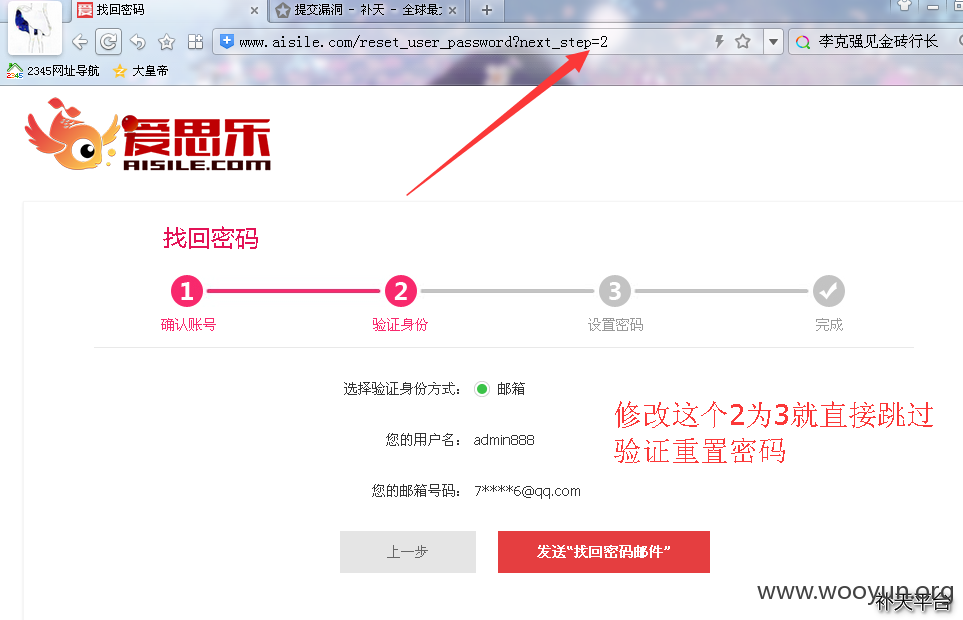 找回密码
提交漏洞 - 补天 - 全球最大
www.aisile.com/reset_user_password?next_step=2
李克强见金砖行长
2345网址导航
大皇帝
爱思乐
AISILE.COM
找回密码
1
2
3
确认账号
验证身份
设置密码
完成
选择验证身份方式:
邮箱
您的用户名: admin888
您的邮箱号码: 7****6@qq.com
修改这个2为3就直接跳过
验证重置密码
上一步
发送“找回密码邮件”
www.wooyun.org
补天平台